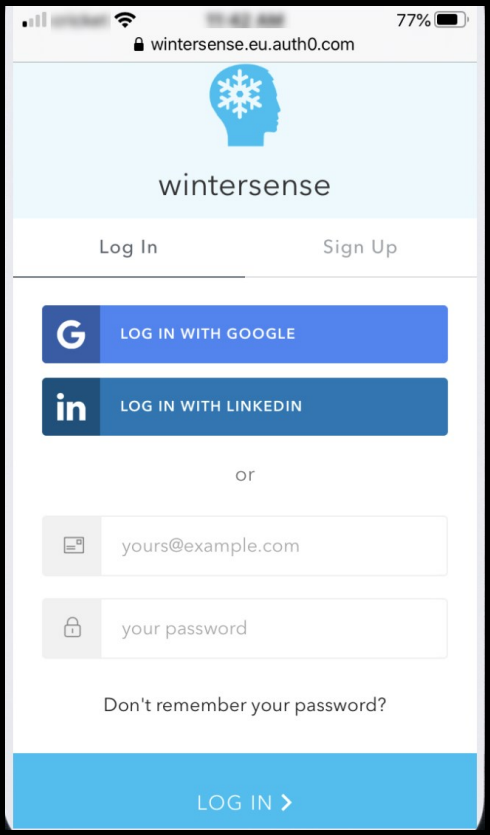 77%
wintersense.eu.auth0.com
wintersense
Log In Sign Up
G LOG IN WITH GOOGLE
in LOG IN WITH LINKEDIN
or
yours@example.com
your password
Don't remember your password?
LOG IN